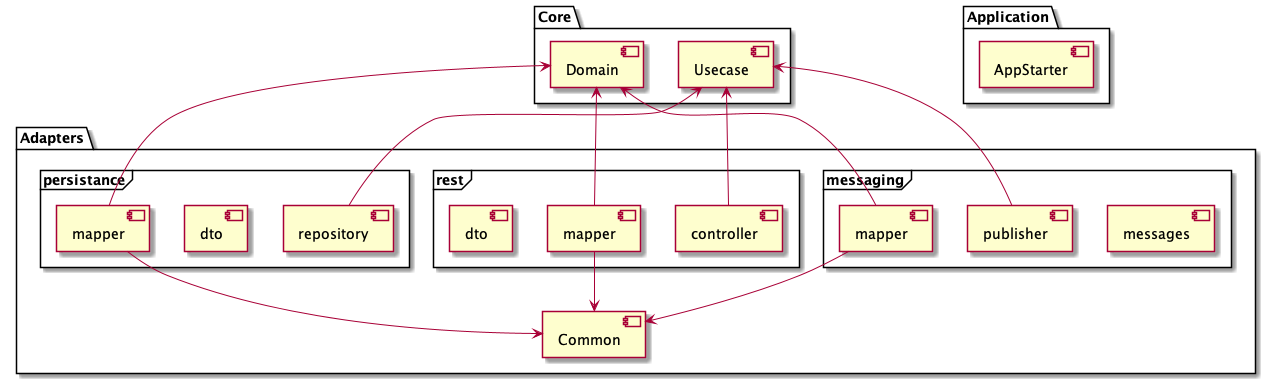 Core
Application
Domain
Usecase
AppStarter
Adapters
persistance
rest
messaging
mapper
dto
repository
dto
mapper
controller
mapper
publisher
messages
Common